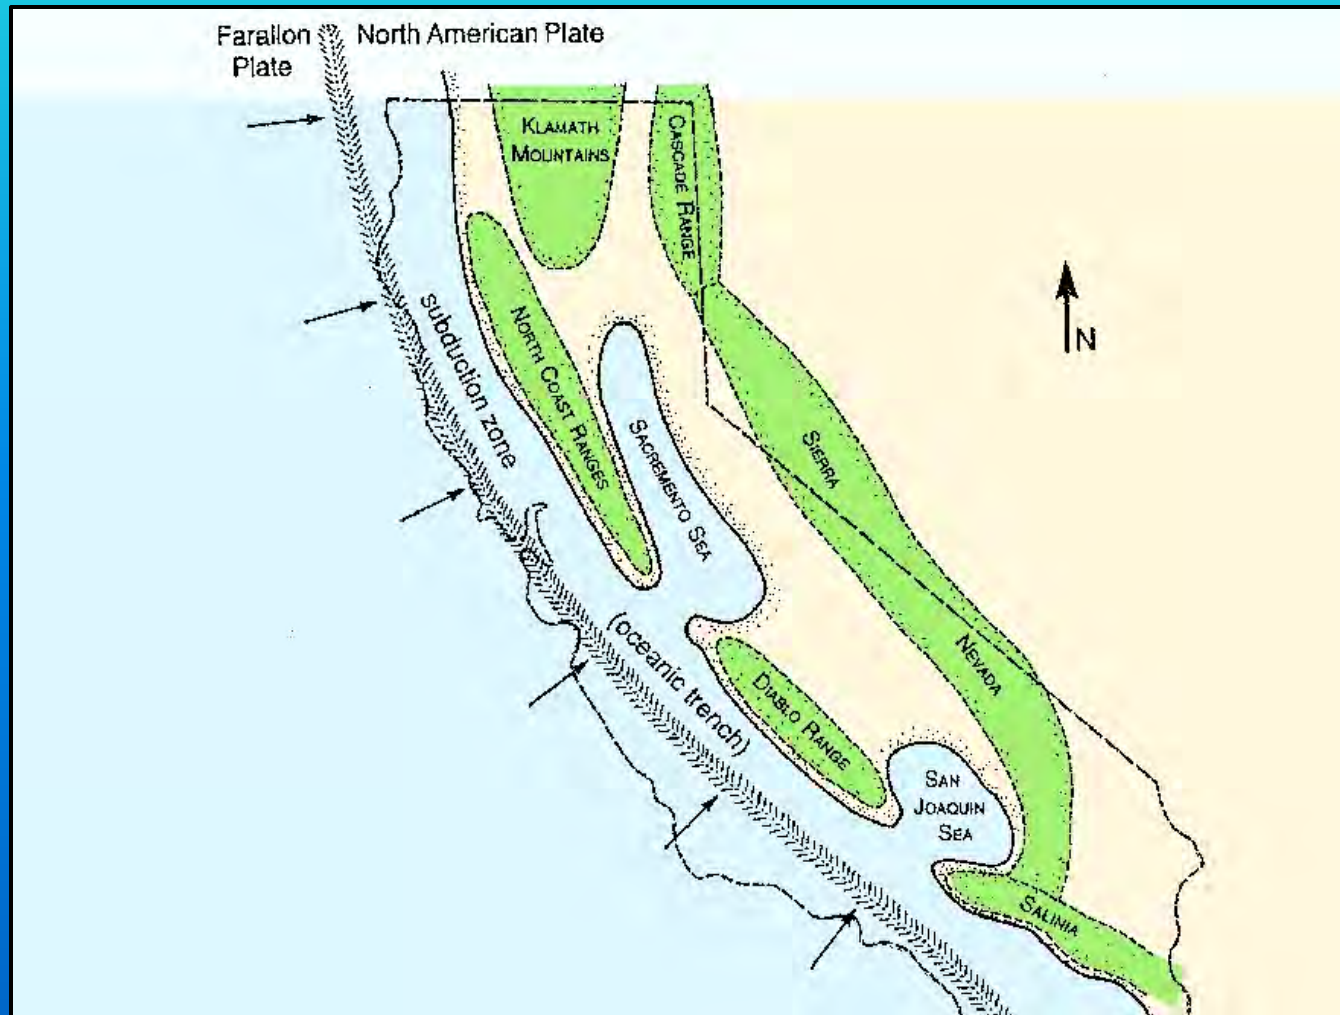 Farallon
Plate
North American Plate
KLAMATH
MOUNTAINS
CASCADE RANGE
N
subduction zone
NORTH COAST RANGES
SACREMENTO SEA
SIERRA
NEVADA
(oceanic trench)
DIABLO RANGE
SAN
JOAQUIN
SEA
SALINIA